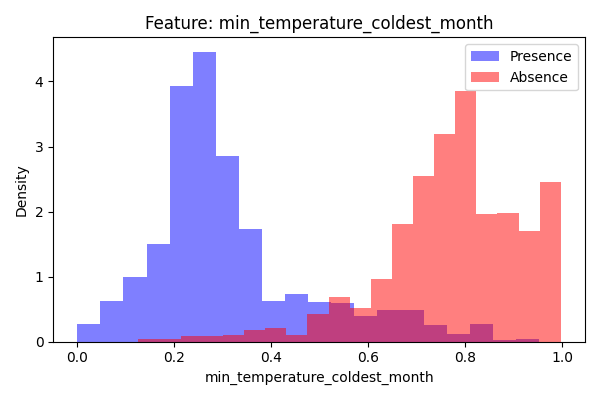 Feature: min_temperature_coldest_month
Presence
Absence
Density
4
3
2
1
0
0.0 0.2 0.4 0.6 0.8 1.0
min_temperature_coldest_month